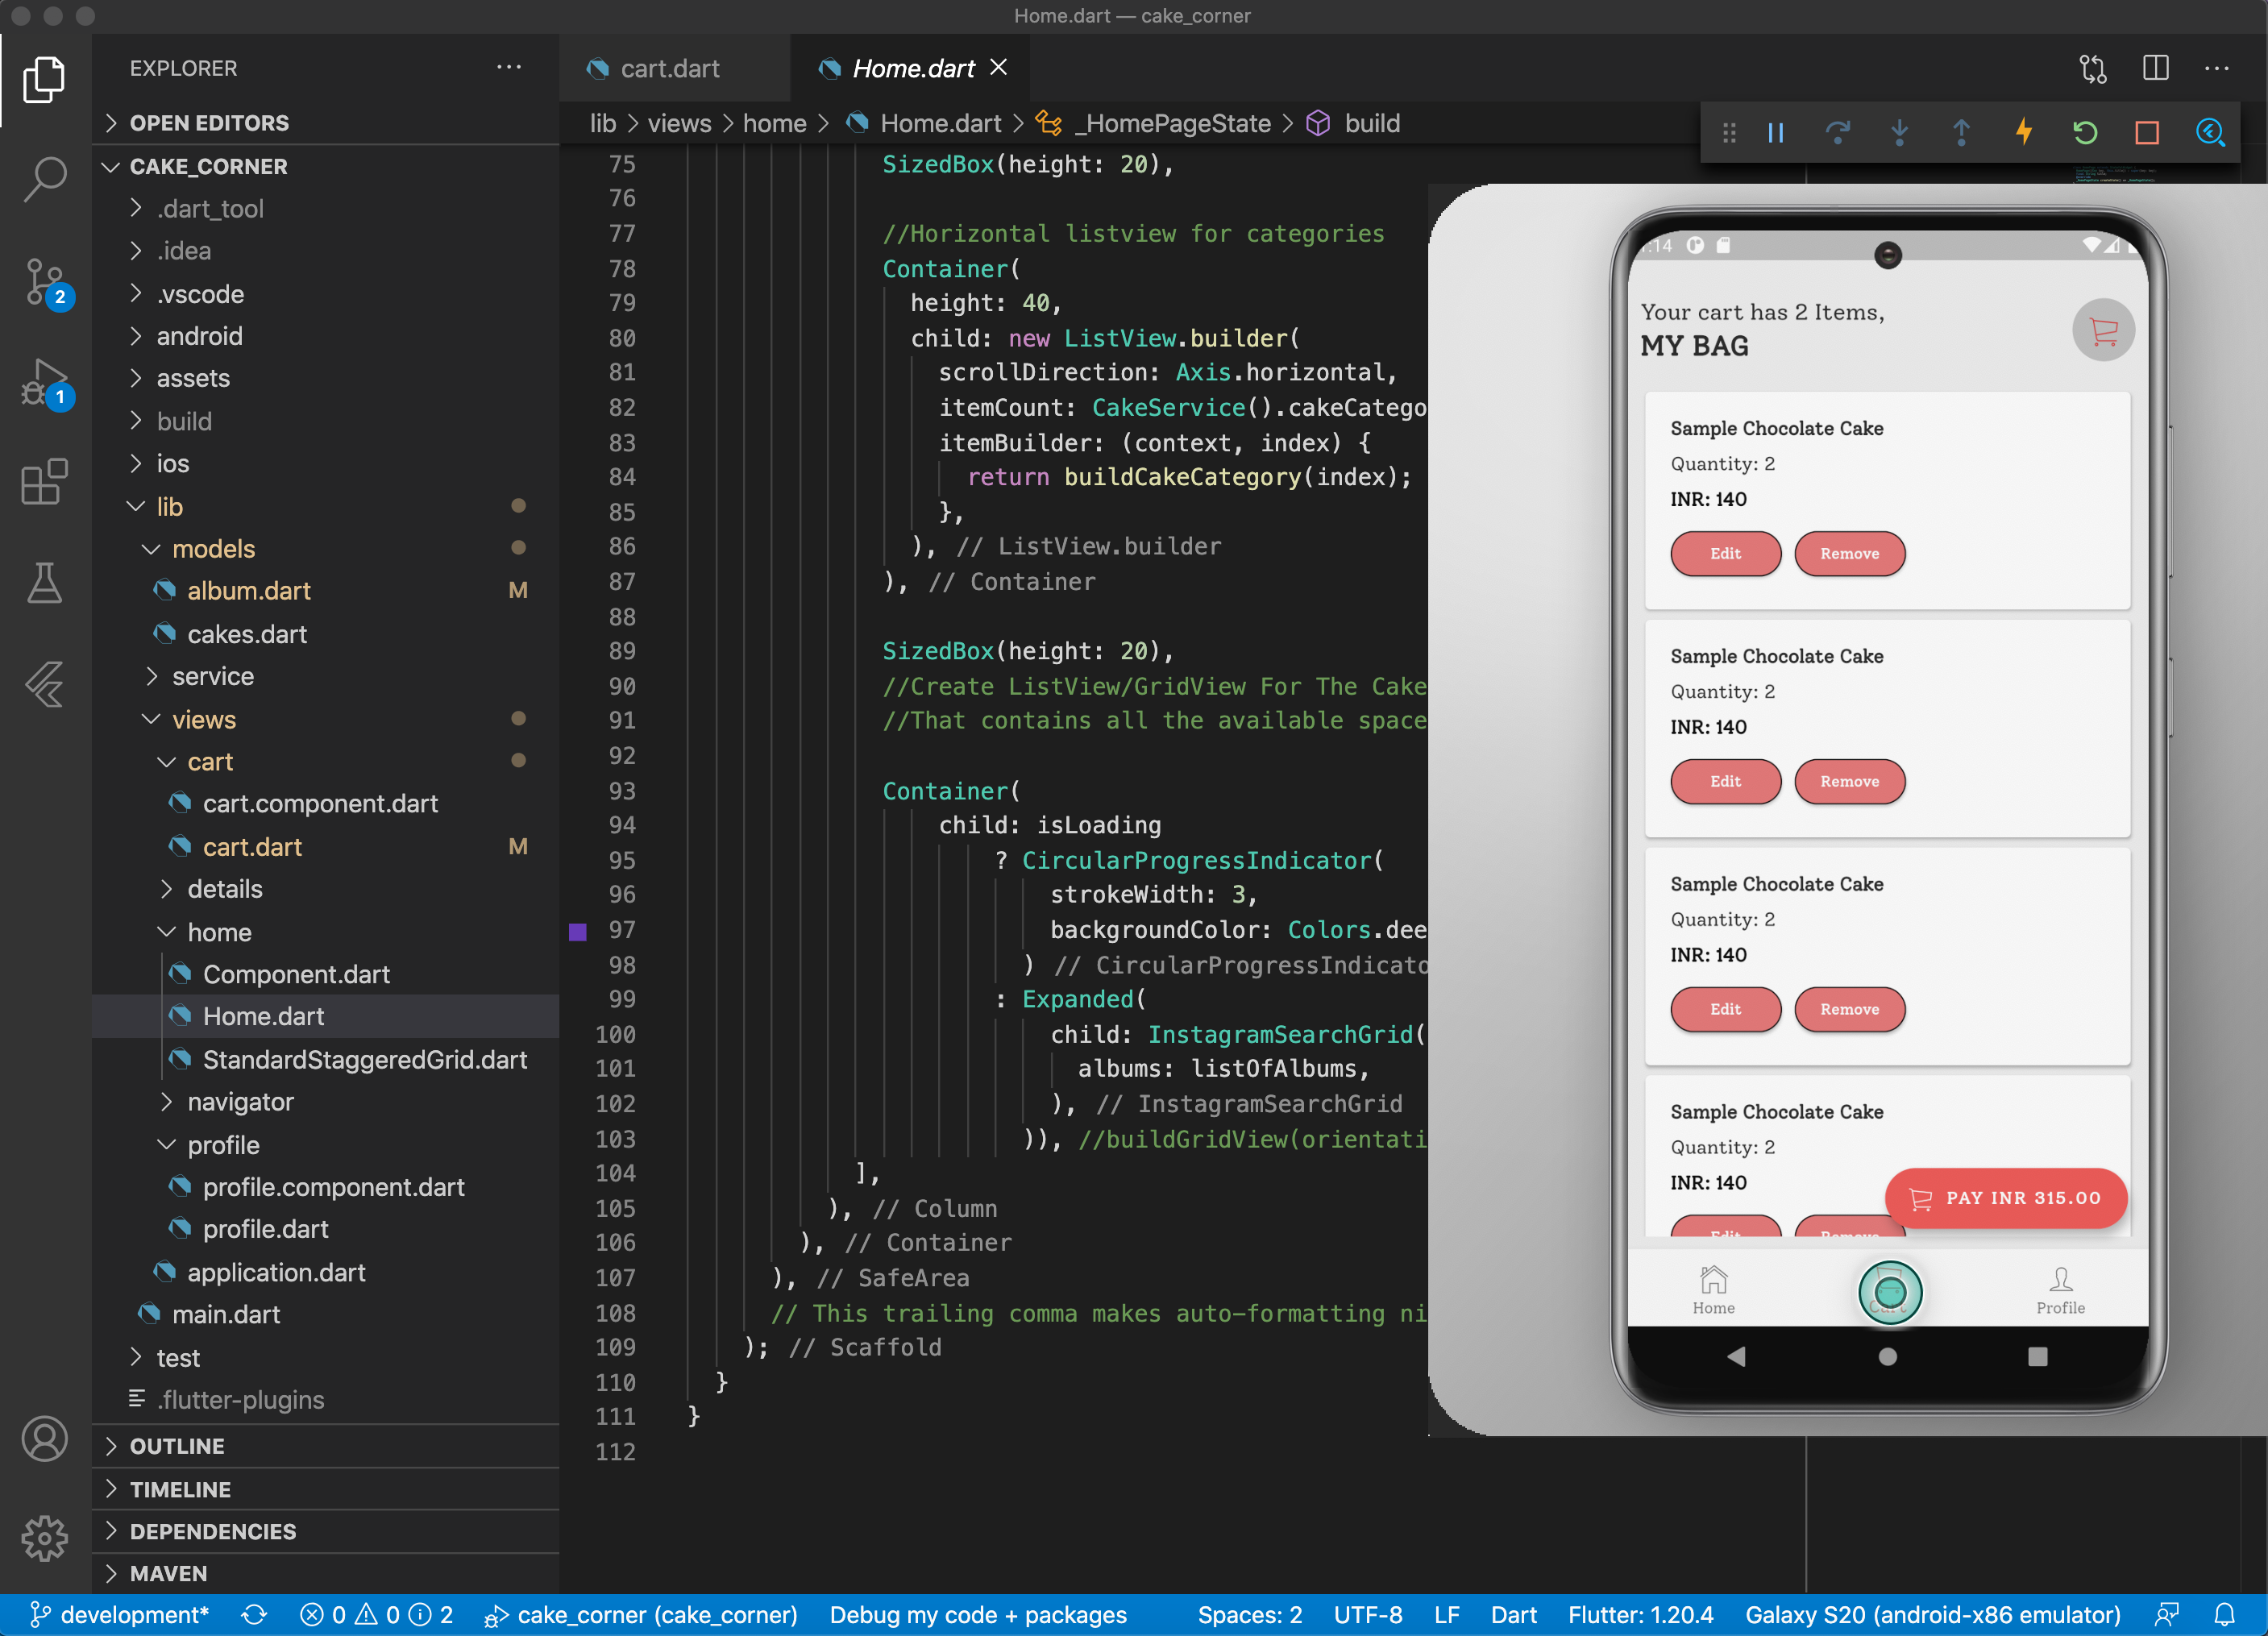 Home.dart — cake_corner
EXPLORER
OPEN EDITORS
CAKE_CORNER
.dart_tool
.idea
.vscode
android
assets
build
ios
lib
models
album.dart M
cakes.dart
service
views
cart
cart.component.dart
cart.dart M
details
home
Component.dart
Home.dart
StandardStaggeredGrid.dart
navigator
profile
profile.component.dart
profile.dart
application.dart
main.dart
test
.flutter-plugins
OUTLINE
TIMELINE
DEPENDENCIES
MAVEN
2
1
cart.dart
Home.dart
lib > views > home > Home.dart > _HomePageState > build
75 SizedBox(height: 20),
76
77 //Horizontal listview for categories
78 Container(
79 height: 40,
80 child: new ListView.builder(
81 scrollDirection: Axis.horizontal,
82 itemCount: CakeService().cakeCatego
83 itemBuilder: (context, index) {
84 return buildCakeCategory(index);
85 },
86 ), // ListView.builder
87 ), // Container
88
89 SizedBox(height: 20),
90 //Create ListView/GridView For The Cake
91 //That contains all the available space
92
93 Container(
94 child: isLoading
95 ? CircularProgressIndicator(
96 strokeWidth: 3,
97 backgroundColor: Colors.dee
98 ) // CircularProgressIndicato
99 : Expanded(
100 child: InstagramSearchGrid(
101 albums: listOfAlbums,
102 ), // InstagramSearchGrid
103 )), //buildGridView(orientati
104 ],
105 ), // Column
106 ), // Container
107 ), // SafeArea
108 // This trailing comma makes auto-formatting ni
109 ); // Scaffold
110 }
111 }
112
:14
Your cart has 2 Items,
MY BAG
Sample Chocolate Cake
Quantity: 2
INR: 140
Edit Remove
Sample Chocolate Cake
Quantity: 2
INR: 140
Edit Remove
Sample Chocolate Cake
Quantity: 2
INR: 140
Edit Remove
Sample Chocolate Cake
Quantity: 2
INR: 140
Edit Remove
PAY INR 315.00
Home Cart Profile
development* 0 0 2 cake_corner (cake_corner) Debug my code + packages Spaces: 2 UTF-8 LF Dart Flutter: 1.20.4 Galaxy S20 (android-x86 emulator)